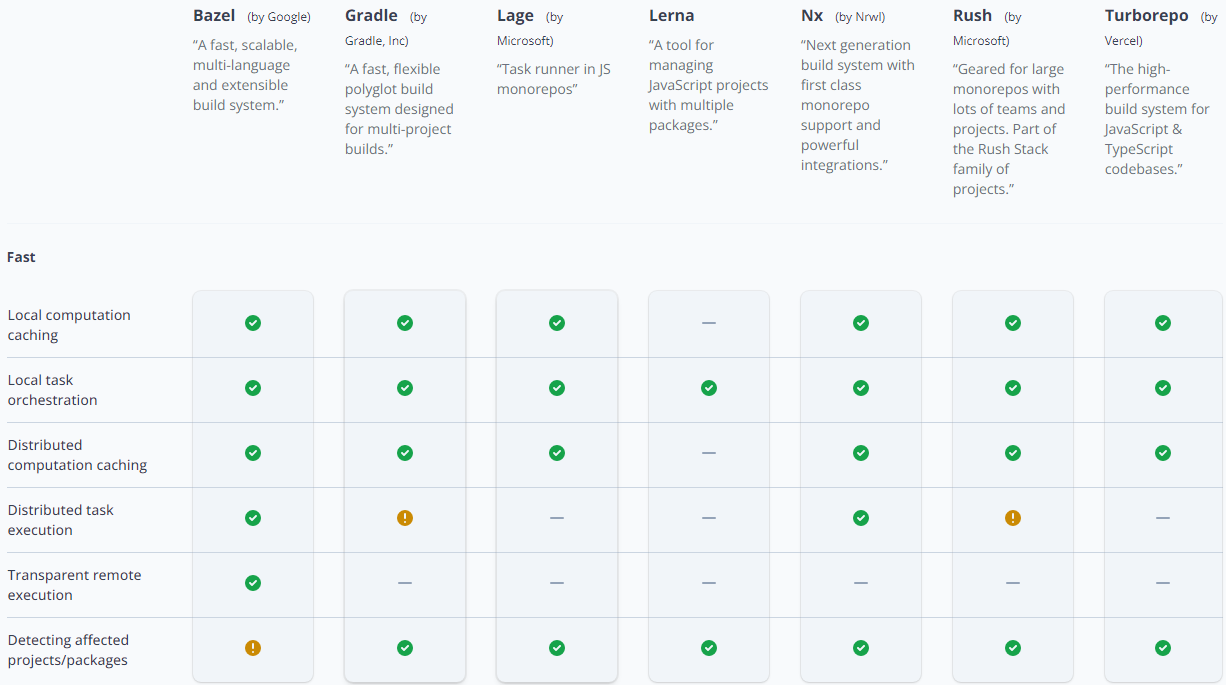 Bazel (by Google)
“A fast, scalable,
multi-language
and extensible
build system.”
Gradle (by
Gradle, Inc)
“A fast, flexible
polyglot build
system designed
for multi-project
builds.”
Lage (by
Microsoft)
“Task runner in JS
monorepos”
Lerna
“A tool for
managing
JavaScript projects
with multiple
packages.”
Nx (by Nrwl)
“Next generation
build system with
first class
monorepo
support and
powerful
integrations.”
Rush (by
Microsoft)
“Geared for large
monorepos with
lots of teams and
projects. Part of
the Rush Stack
family of
projects.”
Turborepo (by
Vercel)
“The high-
performance
build system for
JavaScript &
TypeScript
codebases.”
Fast
Local computation
caching
Local task
orchestration
Distributed
computation caching
Distributed task
execution
Transparent remote
execution
Detecting affected
projects/packages